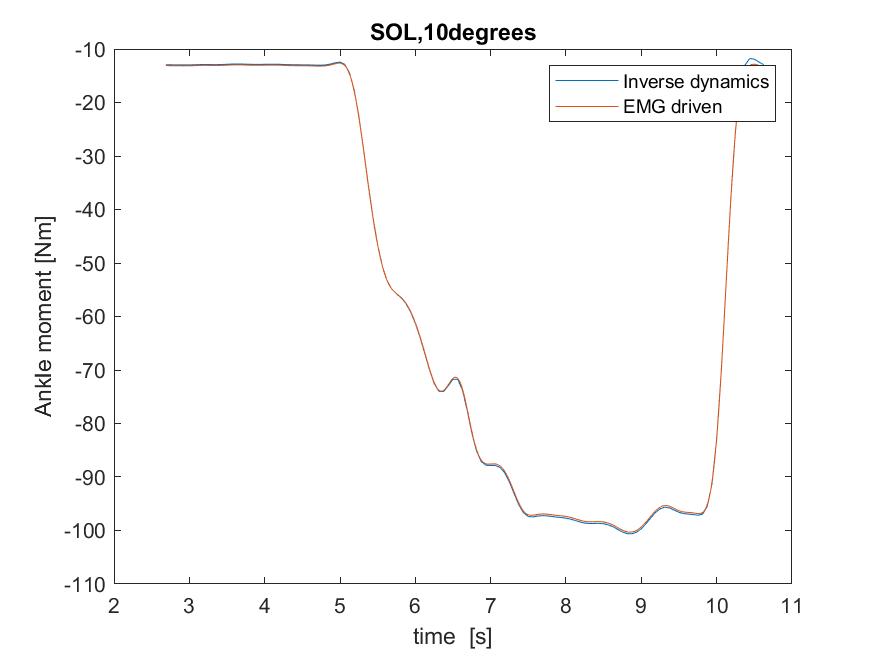 SOL,10degrees
-10
-20
-30
-40
-50
-60
-70
-80
-90
-100
-110
Ankle moment [Nm]
Inverse dynamics
EMG driven
2 3 4 5 6 7 8 9 10 11
time [s]